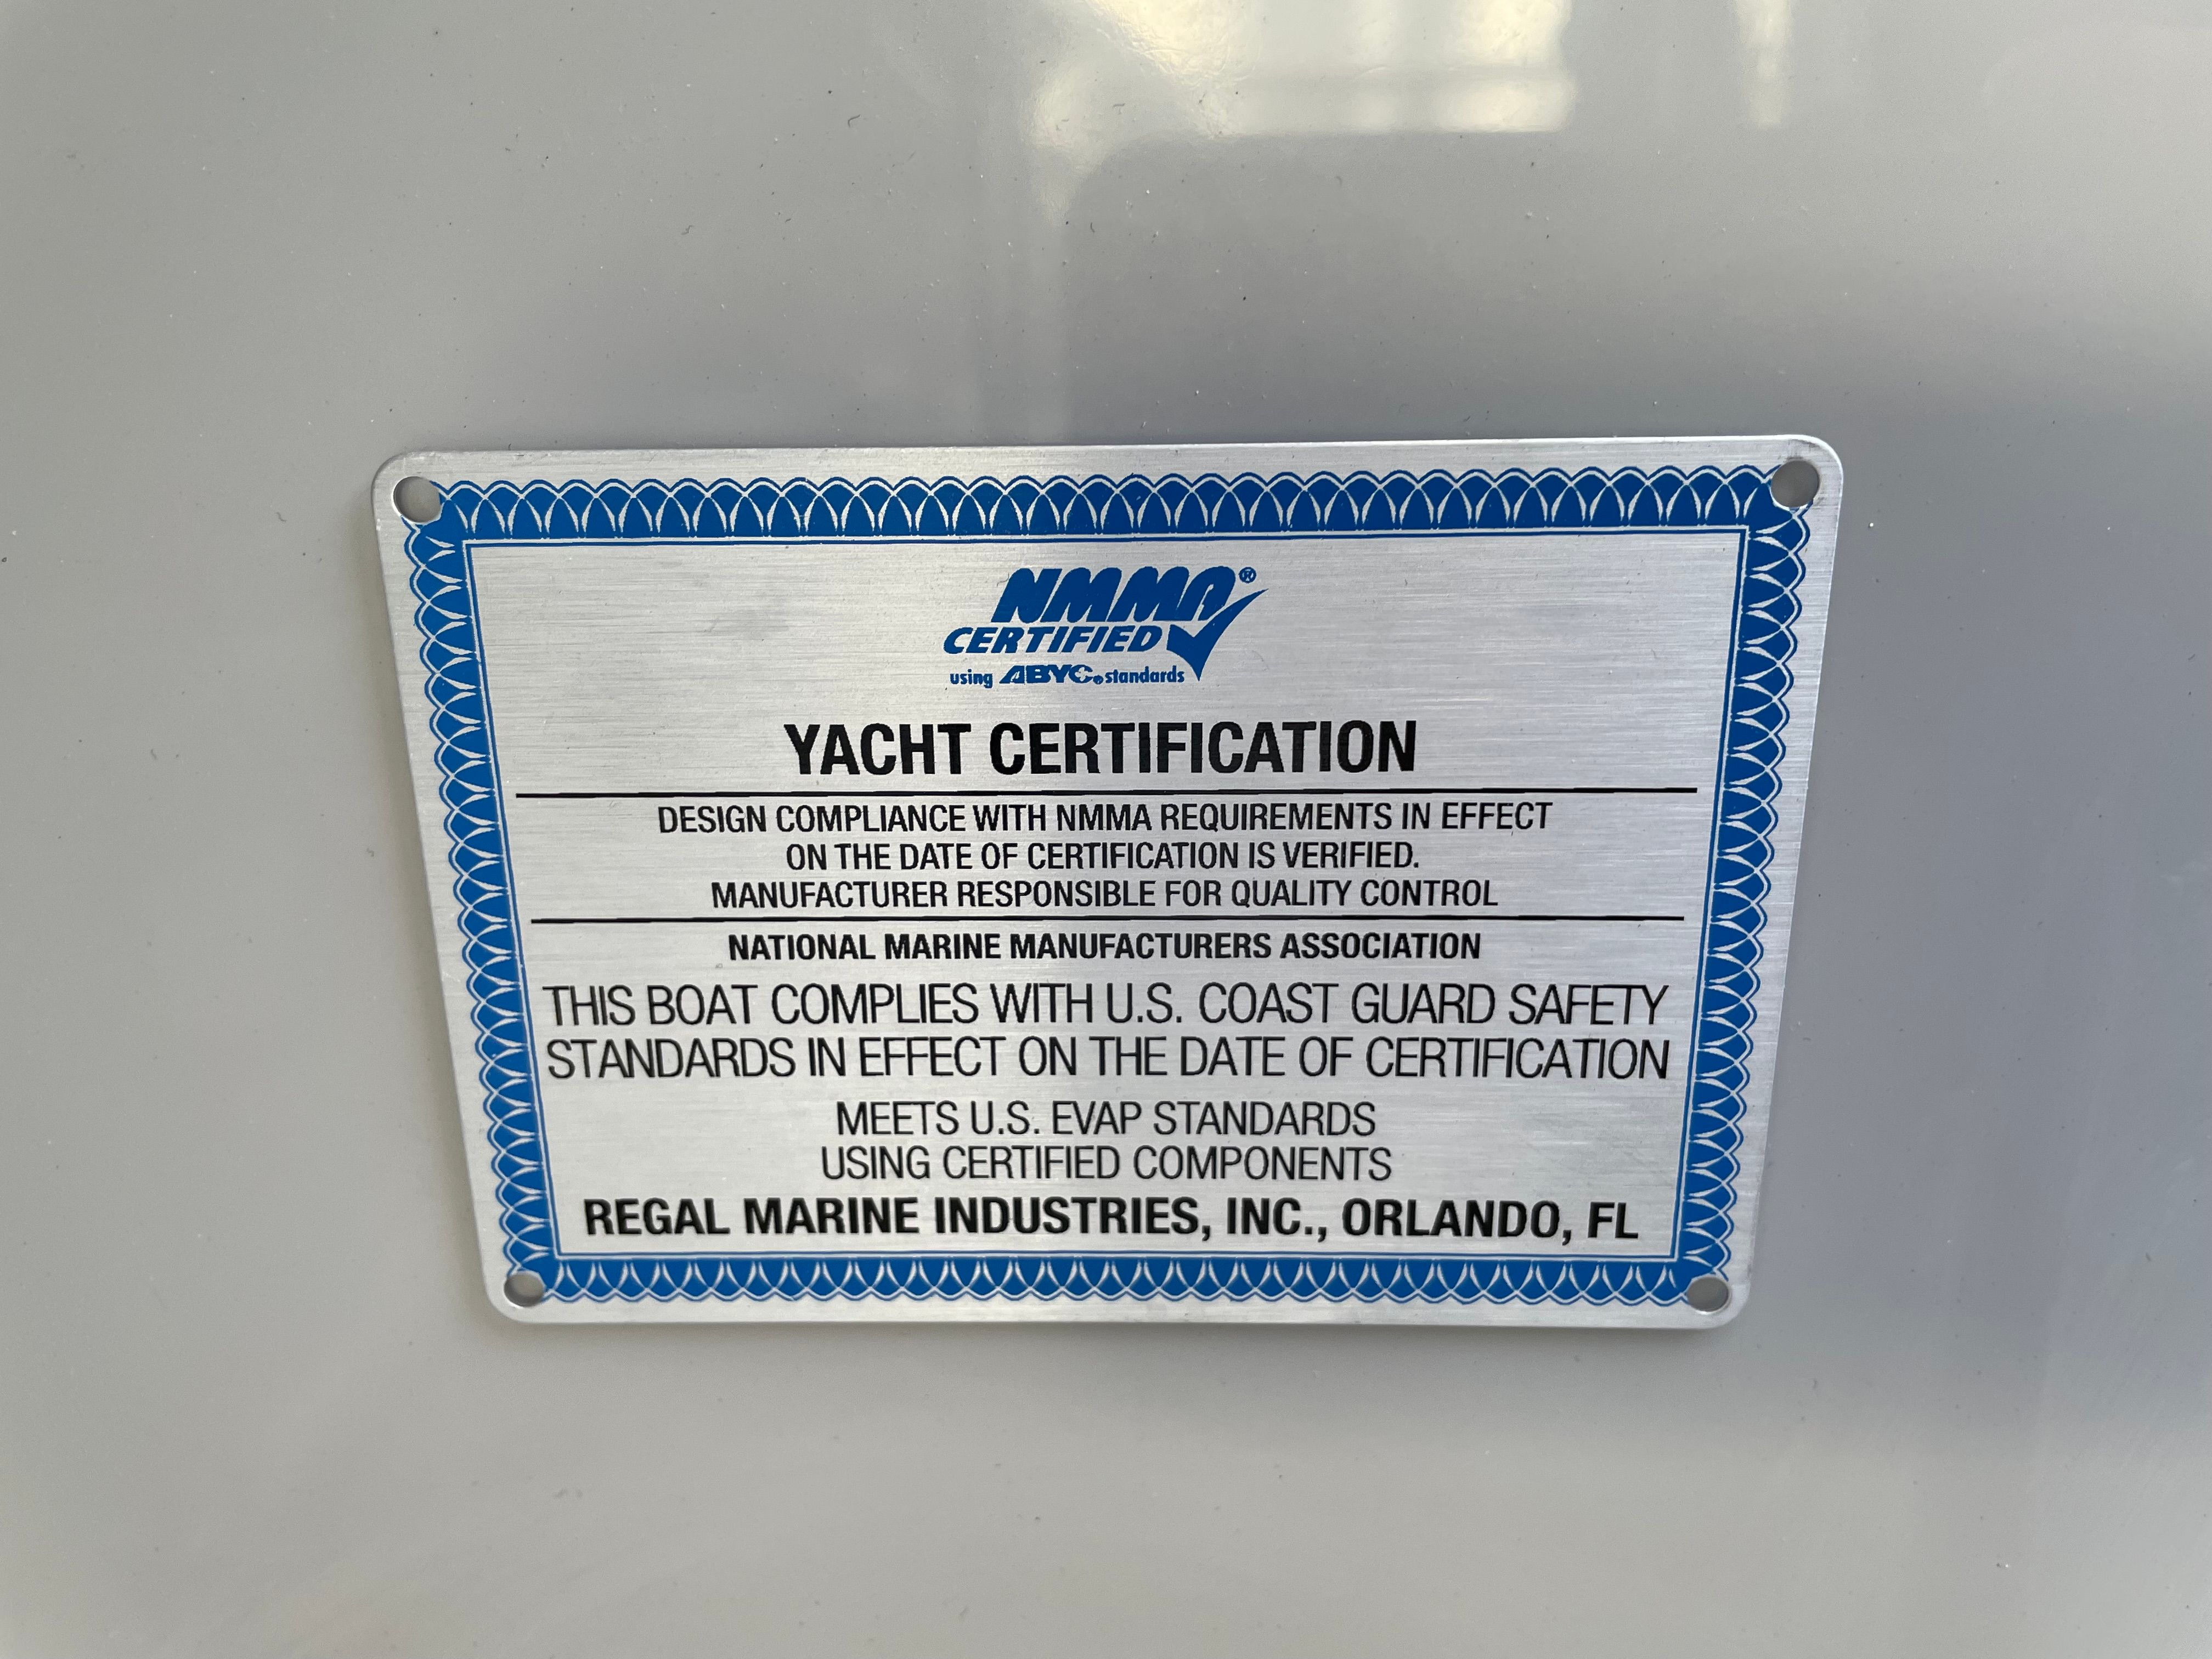 NMMA®
CERTIFIED
using ABYC® standards
YACHT CERTIFICATION
DESIGN COMPLIANCE WITH NMMA REQUIREMENTS IN EFFECT
ON THE DATE OF CERTIFICATION IS VERIFIED.
MANUFACTURER RESPONSIBLE FOR QUALITY CONTROL
NATIONAL MARINE MANUFACTURERS ASSOCIATION
THIS BOAT COMPLIES WITH U.S. COAST GUARD SAFETY
STANDARDS IN EFFECT ON THE DATE OF CERTIFICATION
MEETS U.S. EVAP STANDARDS
USING CERTIFIED COMPONENTS
REGAL MARINE INDUSTRIES, INC., ORLANDO, FL